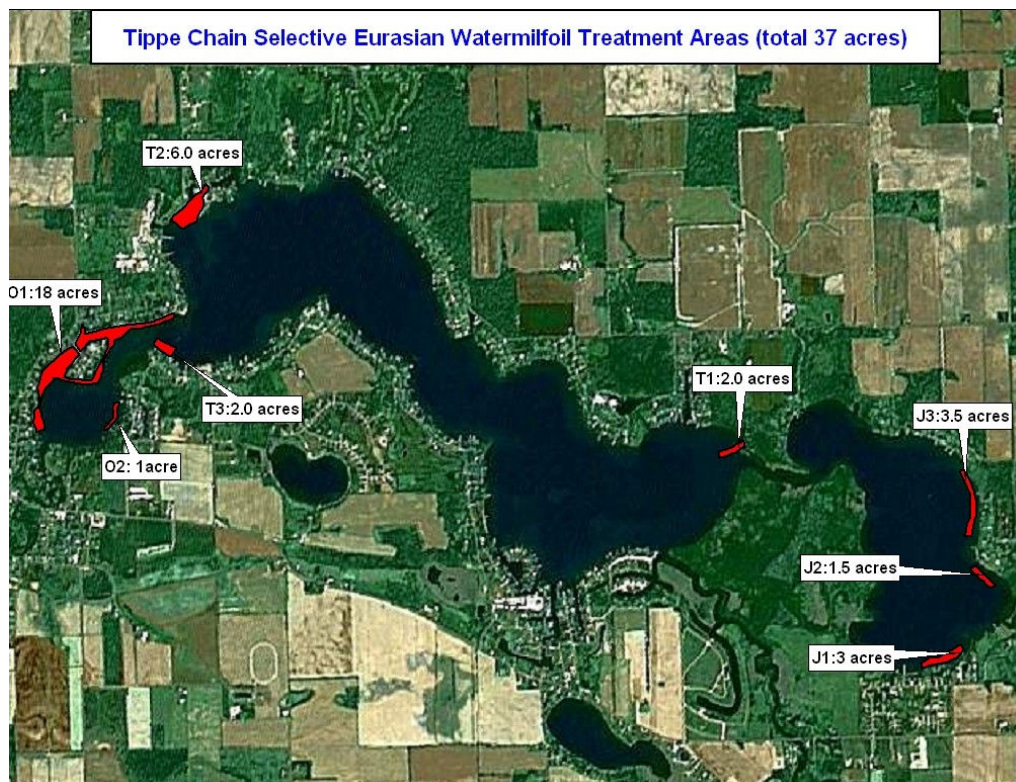 Tippe Chain Selective Eurasian Watermilfoil Treatment Areas (total 37 acres)
T2:6.0 acres
O1:18 acres
T3:2.0 acres
T1:2.0 acres
J3:3.5 acres
O2: 1acre
J2:1.5 acres
J1:3 acres